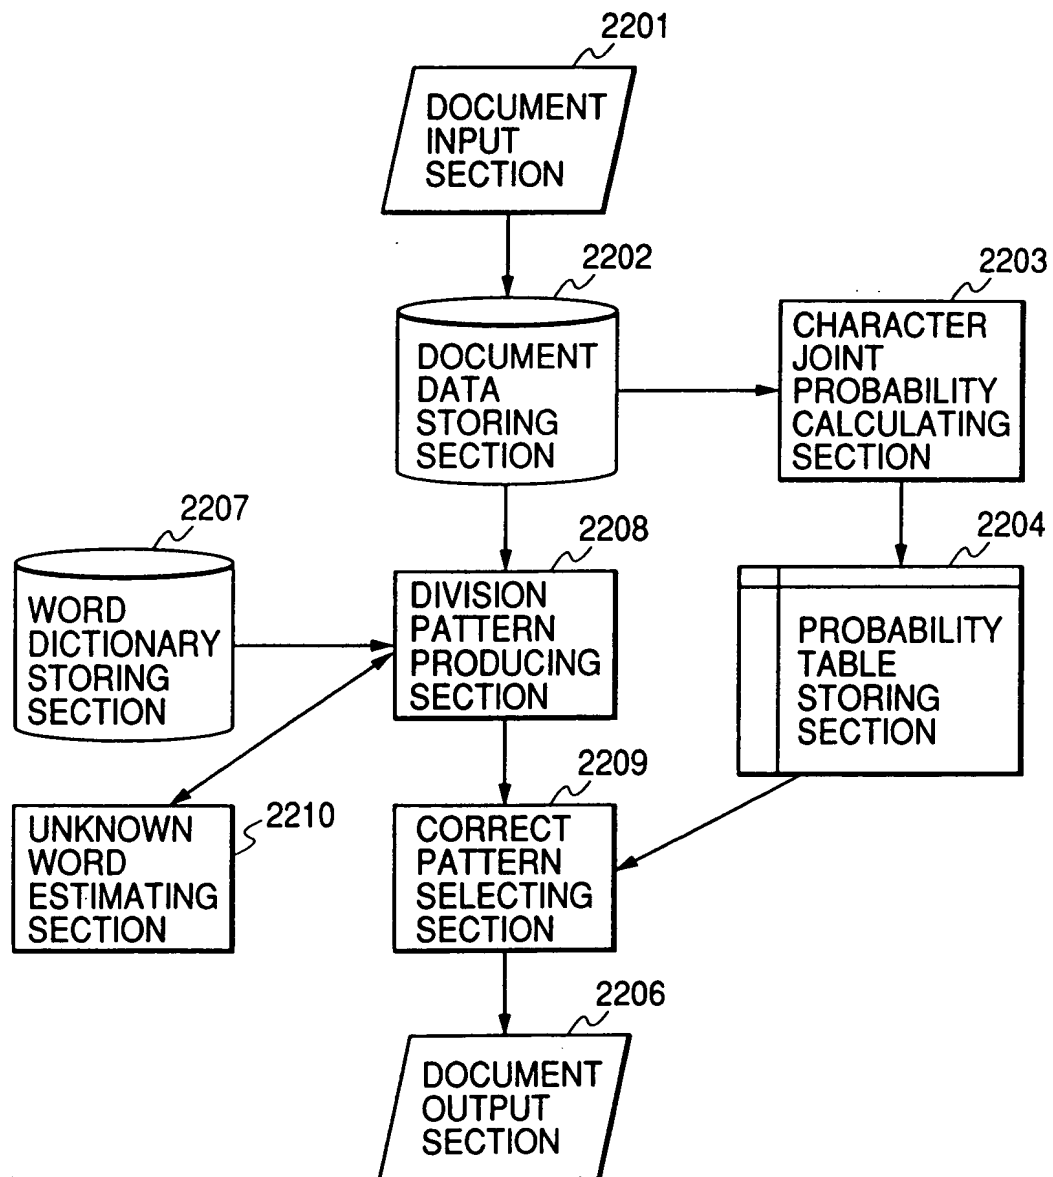 2201
DOCUMENT
INPUT
SECTION
2202
DOCUMENT
DATA
STORING
SECTION
2203
CHARACTER
JOINT
PROBABILITY
CALCULATING
SECTION
2207
WORD
DICTIONARY
STORING
SECTION
2208
DIVISION
PATTERN
PRODUCING
SECTION
2204
PROBABILITY
TABLE
STORING
SECTION
2210
UNKNOWN
WORD
ESTIMATING
SECTION
2209
CORRECT
PATTERN
SELECTING
SECTION
2206
DOCUMENT
OUTPUT
SECTION